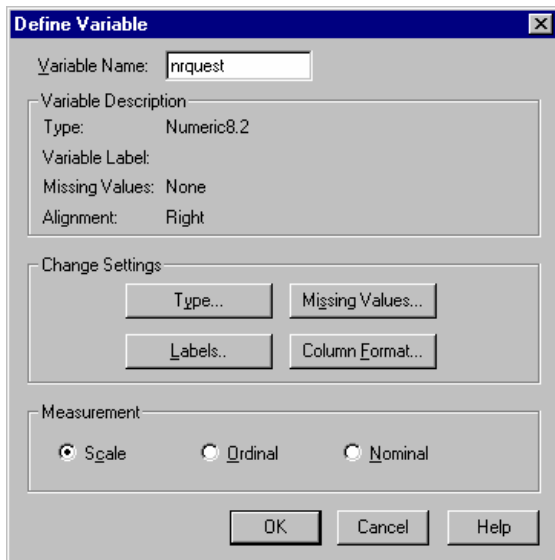 Define Variable
Variable Name: nrquest
Variable Description
Type: Numeric8.2
Variable Label:
Missing Values: None
Alignment: Right
Change Settings
Type... Missing Values...
Labels.. Column Format...
Measurement
Scale Ordinal Nominal
OK Cancel Help